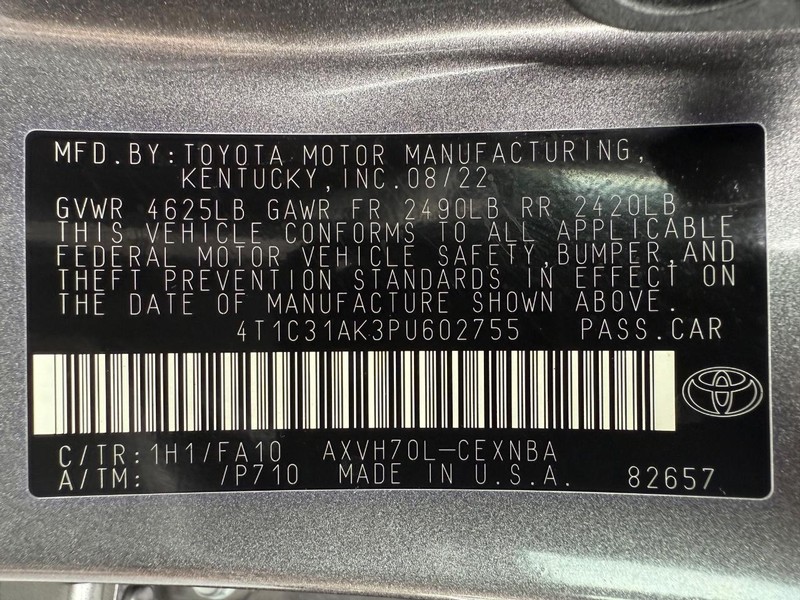 MFD.BY:TOYOTA MOTOR MANUFACTURING,
KENTUCKY,INC.08/22
GVWR 4625LB GAWR FR 2490LB RR 2420LB
THIS VEHICLE CONFORMS TO ALL APPLICABLE
FEDERAL MOTOR VEHICLE SAFETY,BUMPER,AND
THEFT PREVENTION STANDARDS IN EFFECT ON
THE DATE OF MANUFACTURE SHOWN ABOVE.
4T1C31AK3PU602755 PASS.CAR
C/TR:1H1/FA10 AXVH70L-CEXNBA
A/TM: /P710 MADE IN U.S.A. 82657